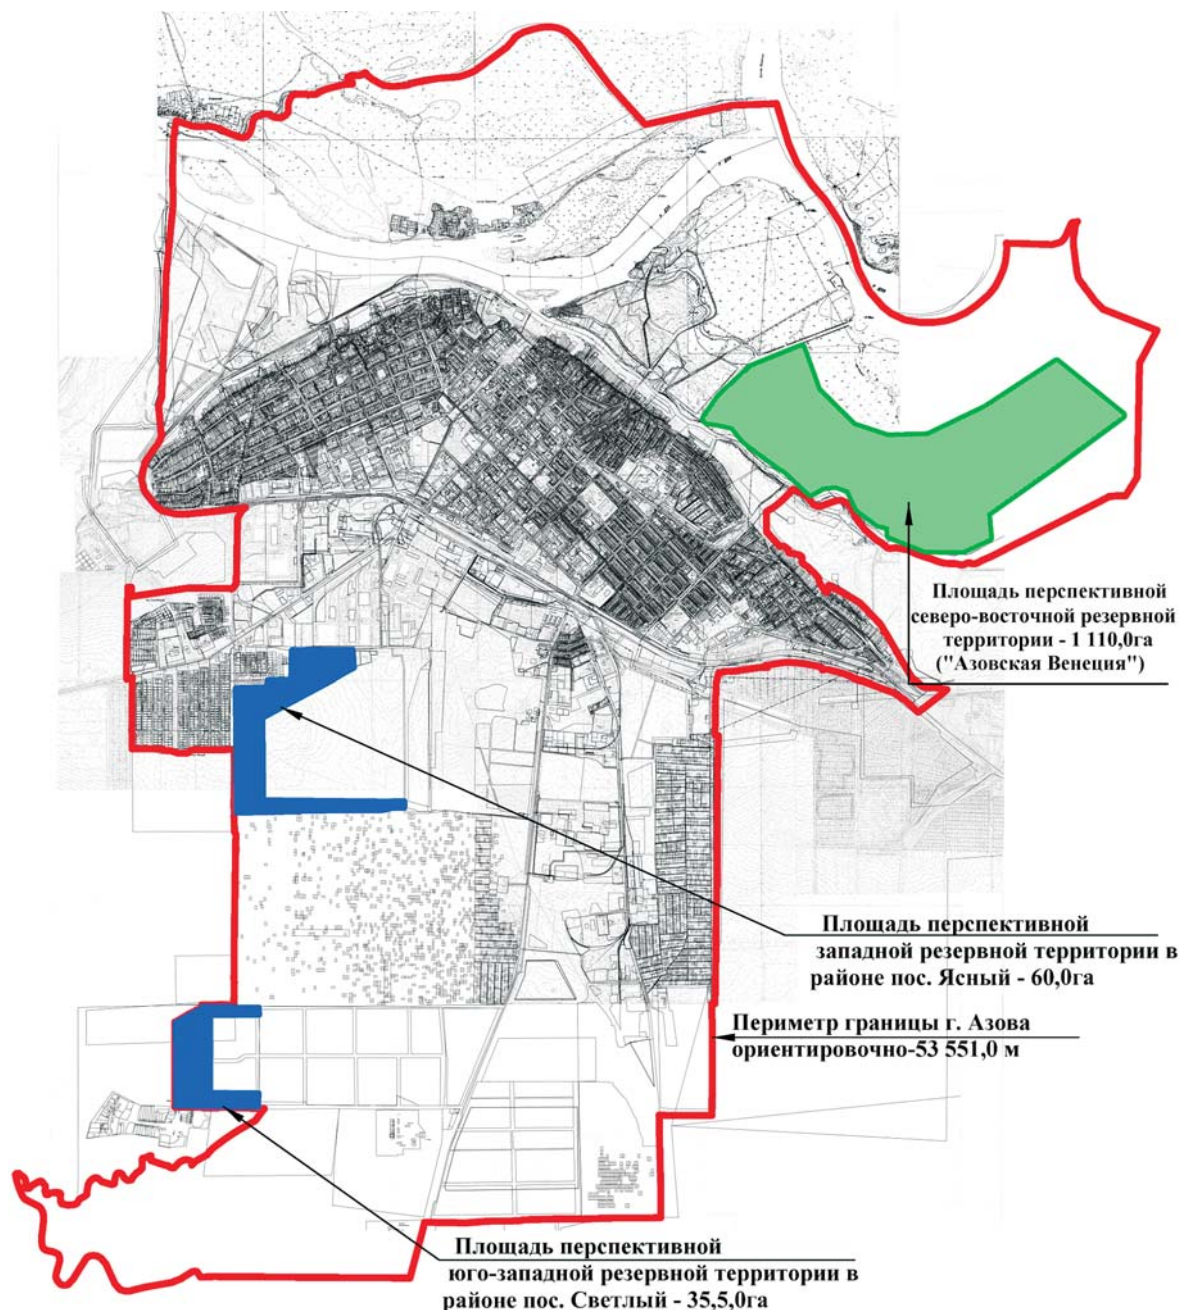 Площадь перспективной
северо-восточной резервной
территории - 1 110,0га
("Азовская Венеция")
Площадь перспективной
западной резервной территории в
районе пос. Ясный - 60,0га
Периметр границы г. Азова
ориентировочно-53 551,0 м
Площадь перспективной
юго-западной резервной территории в
районе пос. Светлый - 35,5,0га